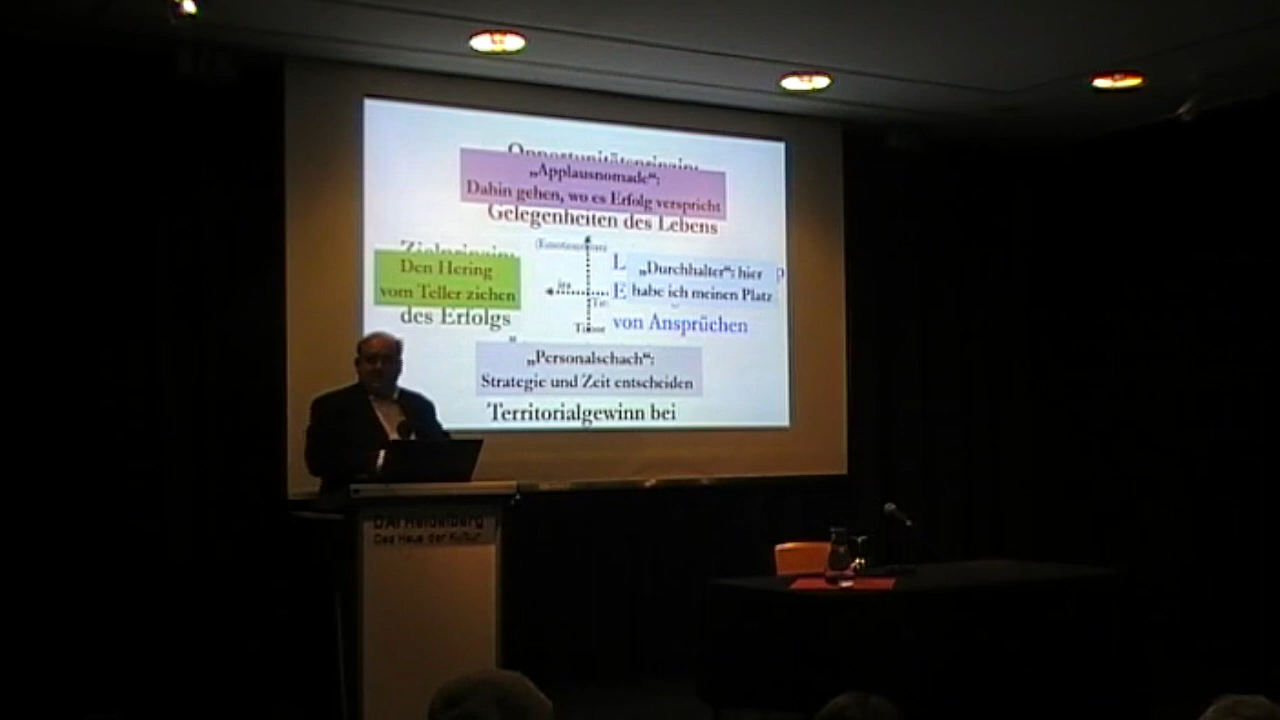 „Applausnomade“:
Dahin gehen, wo es Erfolg verspricht
Gelegenheiten des Lebens
Den Hering
vom Teller ziehen
des Erfolgs
L
E
„Durchhalter“: hier
habe ich meinen Platz
von Ansprüchen
„Personalschach“:
Strategie und Zeit entscheiden
Territorialgewinn bei
DAI Heidelberg
Das Haus der Kultur